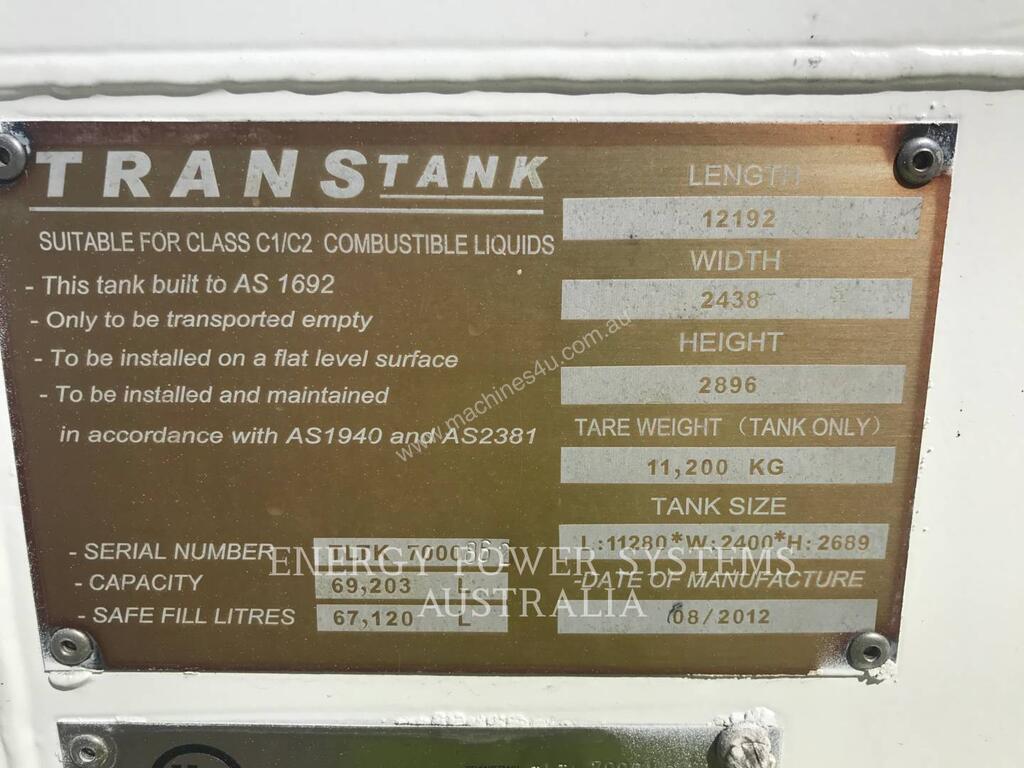 TRANSTANK
SUITABLE FOR CLASS C1/C2 COMBUSTIBLE LIQUIDS
- This tank built to AS 1692
- Only to be transported empty
- To be installed on a flat level surface
- To be installed and maintained
in accordance with AS1940 and AS2381
- SERIAL NUMBER TLTK
- CAPACITY 69,203 L
- SAFE FILL LITRES 67,120 L
LENGTH
12192
WIDTH
2438
HEIGHT
2896
TARE WEIGHT (TANK ONLY)
11,200 KG
TANK SIZE
L:11280*W:2400*H:2689
-DATE OF MANUFACTURE
08/2012
www.machines4u.com.au
ENERGY POWER SYSTEMS
AUSTRALIA